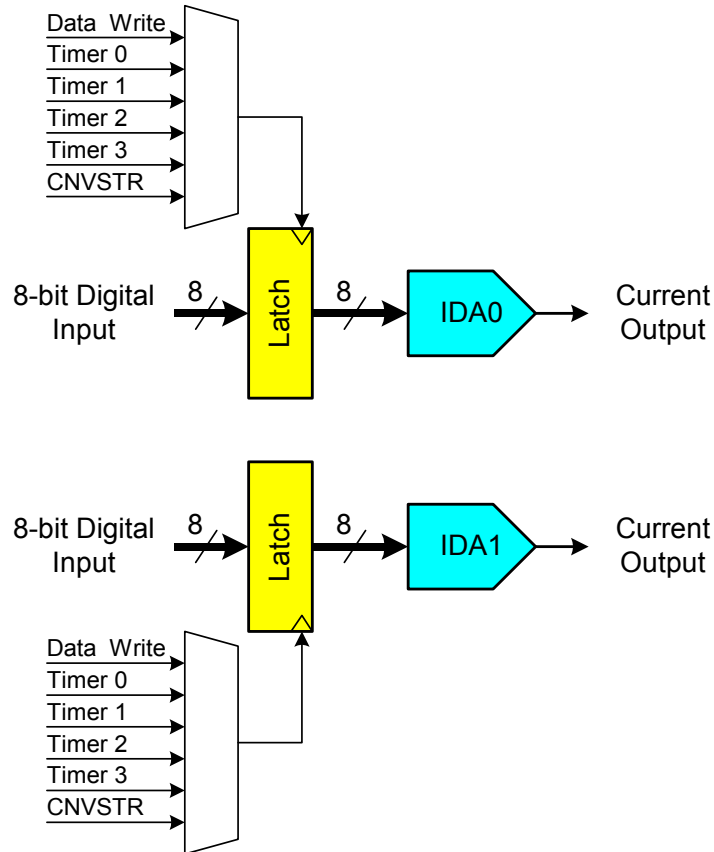 Data Write
Timer 0
Timer 1
Timer 2
Timer 3
CNVSTR
8-bit Digital
Input
8
Latch
8
IDA0
Current
Output
8-bit Digital
Input
8
Latch
8
IDA1
Current
Output
Data Write
Timer 0
Timer 1
Timer 2
Timer 3
CNVSTR